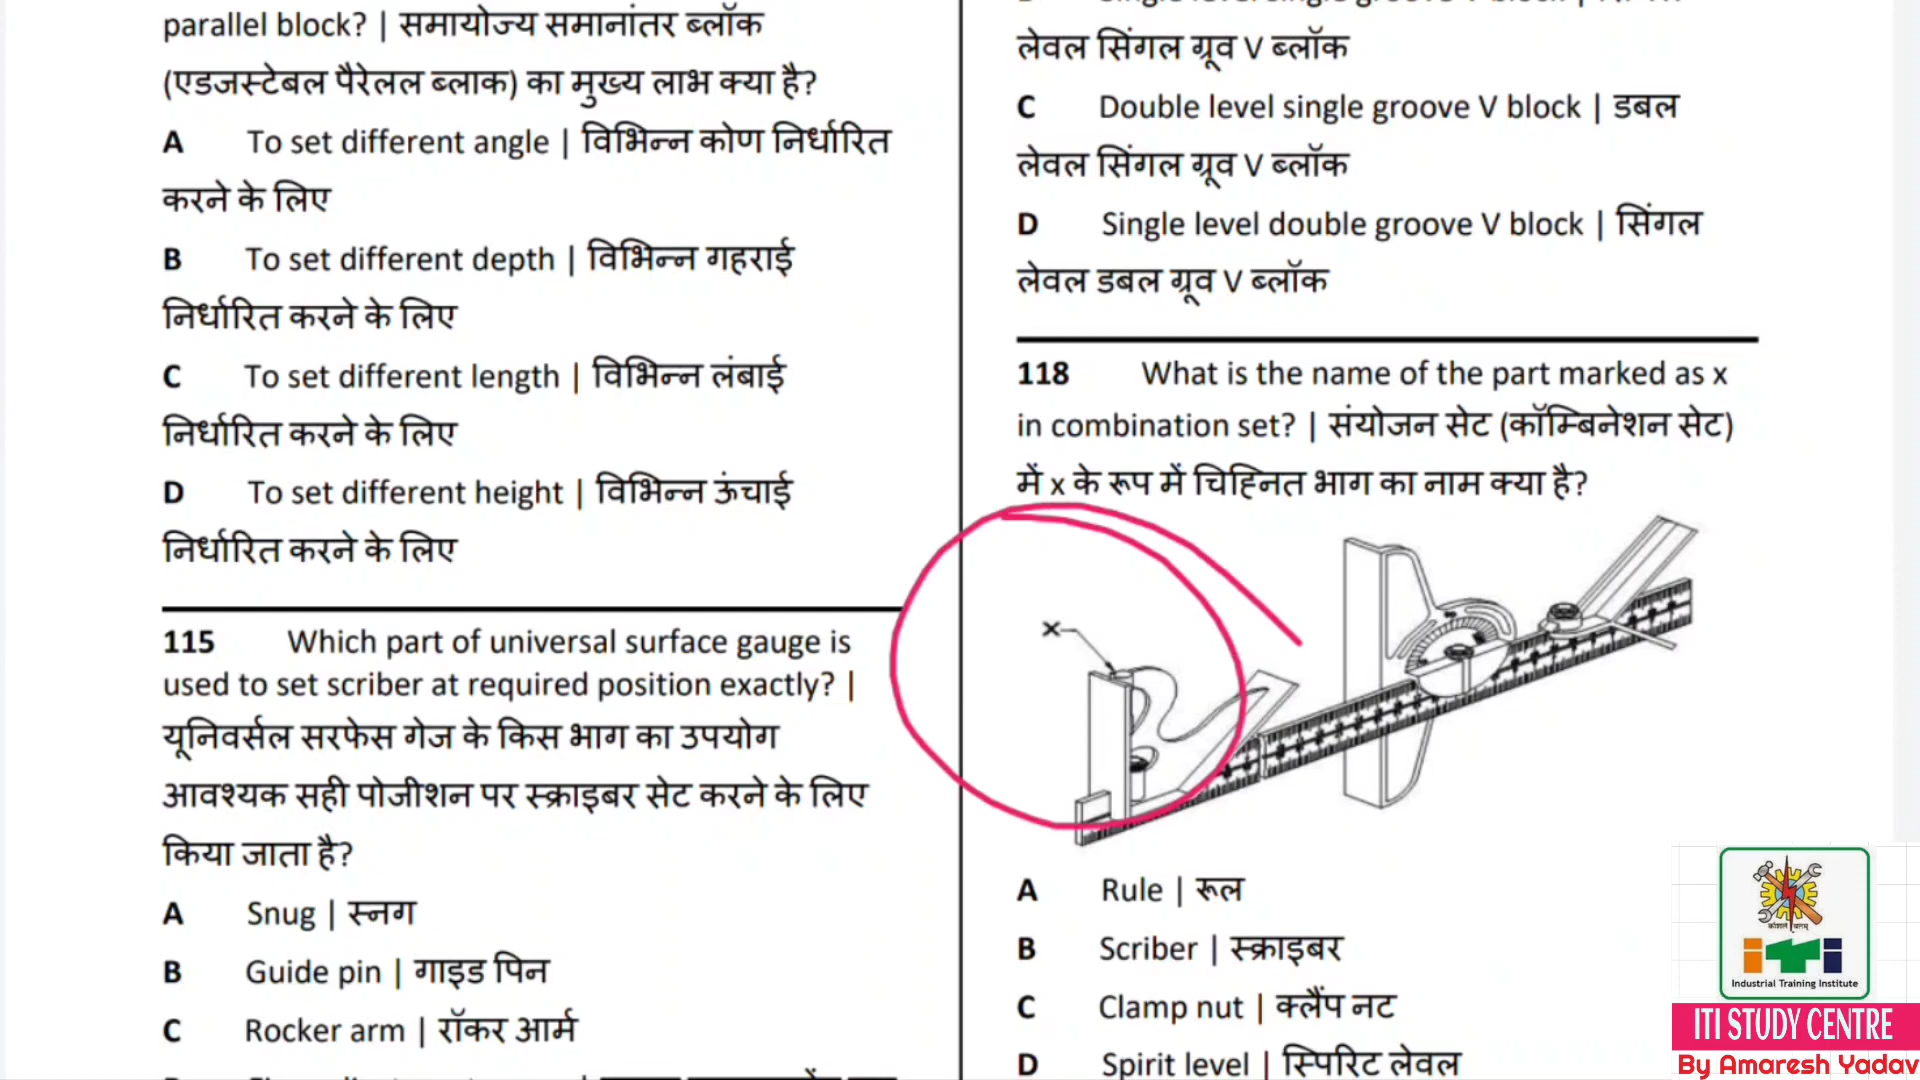 parallel block? | समायोज्य समानांतर ब्लॉक
(एडजस्टेबल पैरेलल ब्लाक) का मुख्य लाभ क्या है?
A To set different angle | विभिन्न कोण निर्धारित
करने के लिए
B To set different depth | विभिन्न गहराई
निर्धारित करने के लिए
C To set different length | विभिन्न लंबाई
निर्धारित करने के लिए
D To set different height | विभिन्न ऊंचाई
निर्धारित करने के लिए
115 Which part of universal surface gauge is
used to set scriber at required position exactly? |
यूनिवर्सल सरफेस गेज के किस भाग का उपयोग
आवश्यक सही पोजीशन पर स्क्राइबर सेट करने के लिए
किया जाता है?
A Snug | स्नग
B Guide pin | गाइड पिन
C Rocker arm | रॉकर आर्म
लेवल सिंगल ग्रूव V ब्लॉक
C Double level single groove V block | डबल
लेवल सिंगल ग्रूव V ब्लॉक
D Single level double groove V block | सिंगल
लेवल डबल ग्रूव V ब्लॉक
118 What is the name of the part marked as x
in combination set? | संयोजन सेट (कॉम्बिनेशन सेट)
में x के रूप में चिह्नित भाग का नाम क्या है?
X
A Rule | रूल
B Scriber | स्क्राइबर
C Clamp nut | क्लैंप नट
D Spirit level | स्पिरिट लेवल
iTi
Industrial Training Institute
ITI STUDY CENTRE
By Amaresh Yadav